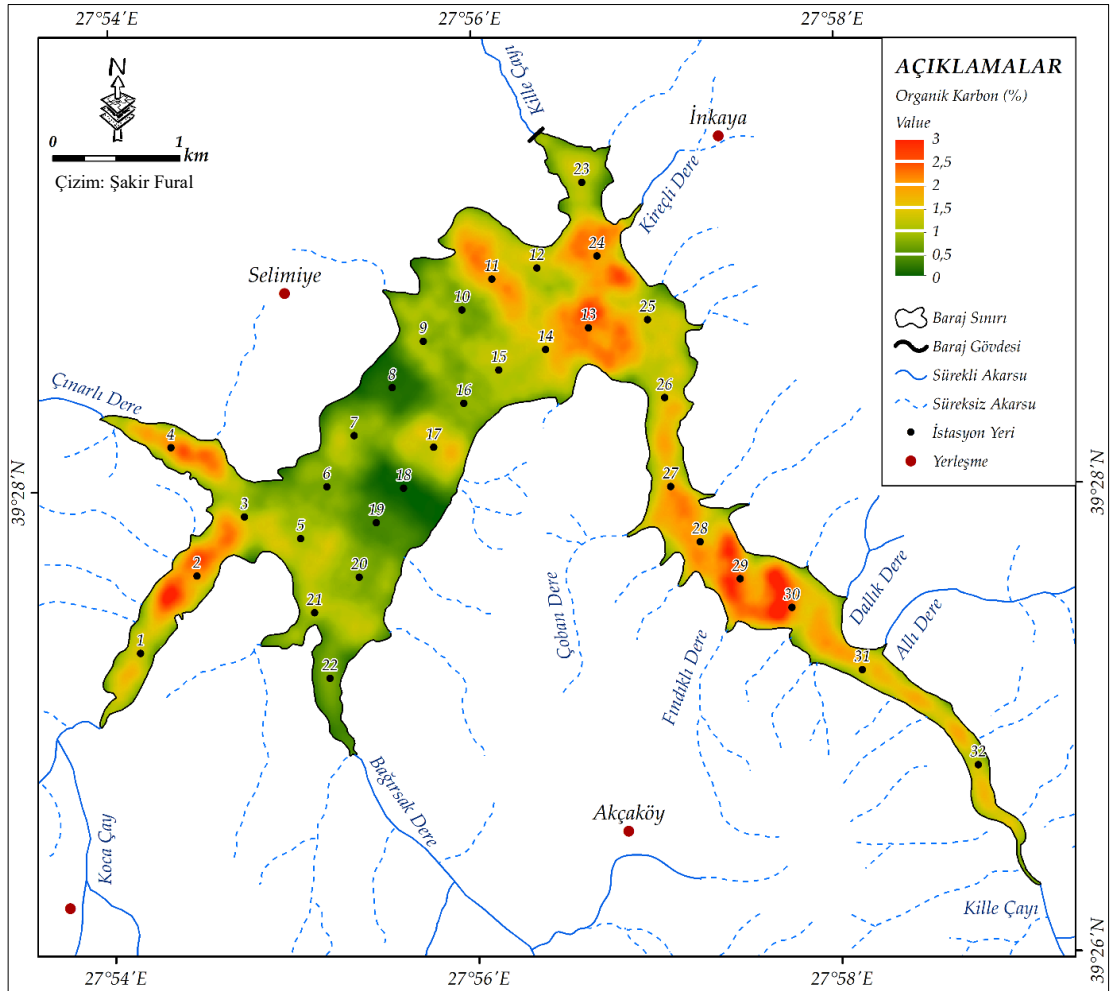 27°54´E
27°56´E
27°58´E
N
0 1
km
Çizim: Şakir Fural
AÇIKLAMALAR
Organik Karbon (%)
Value
3
2,5
2
1,5
1
0,5
0
Baraj Sınırı
Baraj Gövdesi
Sürekli Akarsu
Süreksiz Akarsu
İstasyon Yeri
Yerleşme
Kille Çayı
İnkaya
Kireçli Dere
Selimiye
Çınarlı Dere
23
24
12
11
10
13
25
9
14
15
8
26
16
7
17
4
6
18
27
3
19
5
28
2
20
29
30
21
1
22
31
32
39°28´N
39°28´N
Çoban Dere
Dallık Dere
Allı Dere
Fındıklı Dere
Bağırsak Dere
Akçaköy
Koca Çay
Kille Çayı
39°26´N
27°54´E
27°56´E
27°58´E